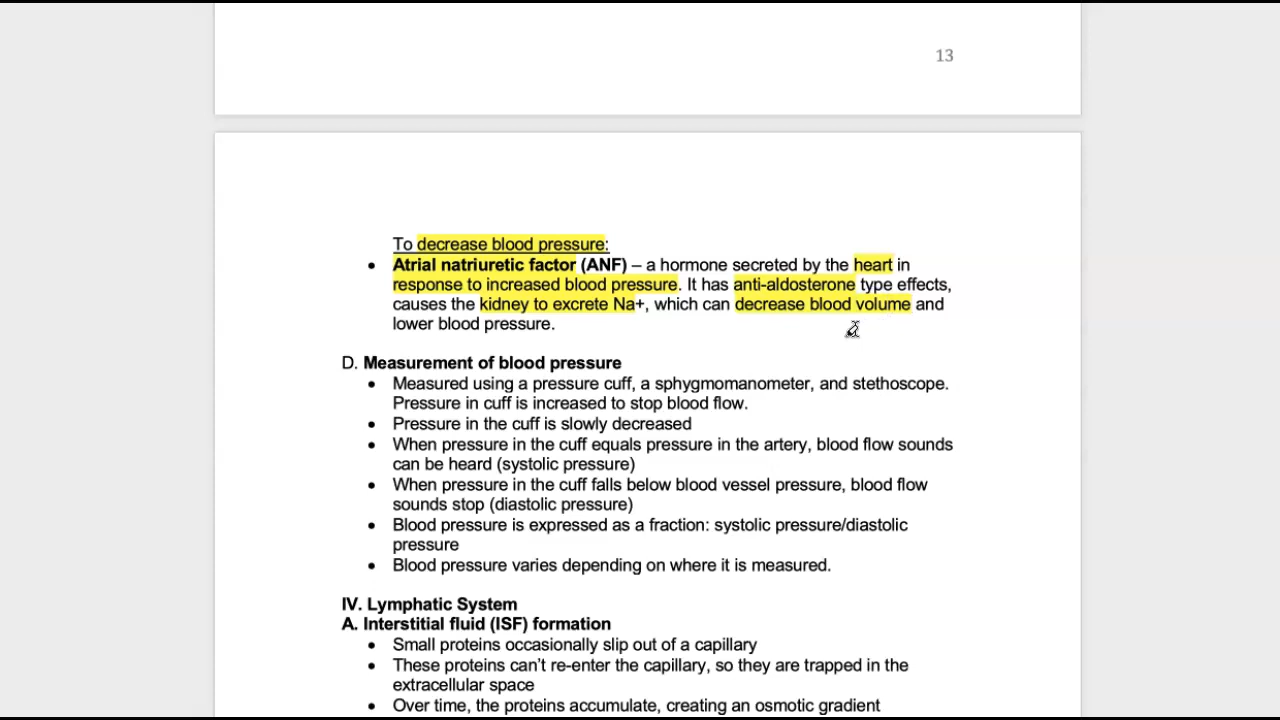 13
To decrease blood pressure:
• Atrial natriuretic factor (ANF) – a hormone secreted by the heart in
response to increased blood pressure. It has anti-aldosterone type effects,
causes the kidney to excrete Na+, which can decrease blood volume and
lower blood pressure.
D. Measurement of blood pressure
• Measured using a pressure cuff, a sphygmomanometer, and stethoscope.
Pressure in cuff is increased to stop blood flow.
• Pressure in the cuff is slowly decreased
• When pressure in the cuff equals pressure in the artery, blood flow sounds
can be heard (systolic pressure)
• When pressure in the cuff falls below blood vessel pressure, blood flow
sounds stop (diastolic pressure)
• Blood pressure is expressed as a fraction: systolic pressure/diastolic
pressure
• Blood pressure varies depending on where it is measured.
IV. Lymphatic System
A. Interstitial fluid (ISF) formation
• Small proteins occasionally slip out of a capillary
• These proteins can’t re-enter the capillary, so they are trapped in the
extracellular space
• Over time, the proteins accumulate, creating an osmotic gradient